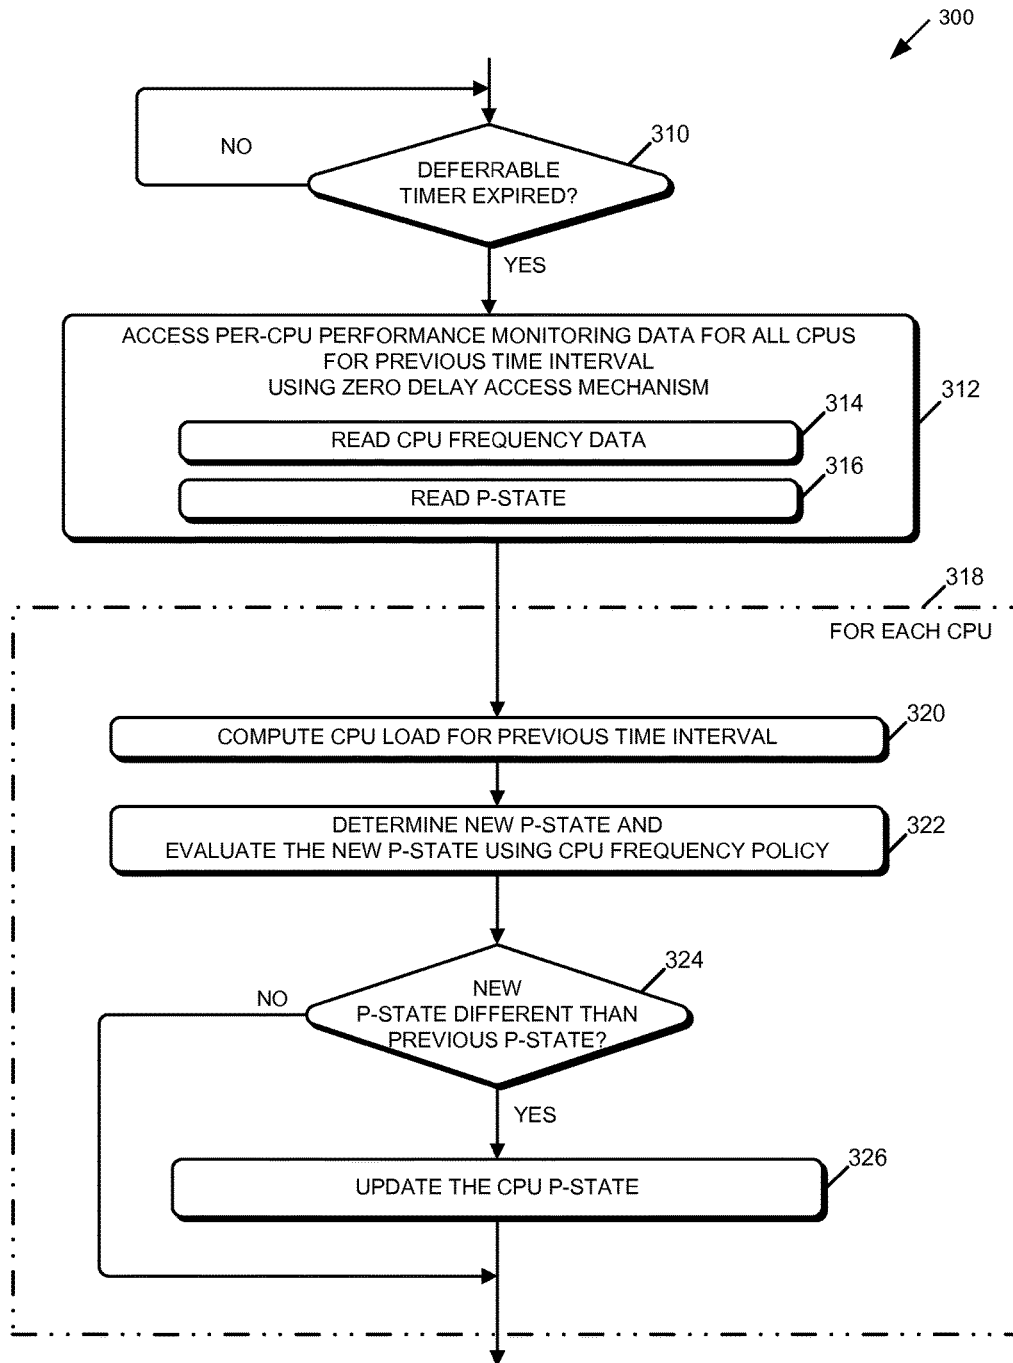 300
310
NO
DEFERRABLE
TIMER EXPIRED?
YES
ACCESS PER-CPU PERFORMANCE MONITORING DATA FOR ALL CPUS
FOR PREVIOUS TIME INTERVAL
USING ZERO DELAY ACCESS MECHANISM
312
314
READ CPU FREQUENCY DATA
316
READ P-STATE
318
FOR EACH CPU
320
COMPUTE CPU LOAD FOR PREVIOUS TIME INTERVAL
322
DETERMINE NEW P-STATE AND
EVALUATE THE NEW P-STATE USING CPU FREQUENCY POLICY
324
NO
NEW
P-STATE DIFFERENT THAN
PREVIOUS P-STATE?
YES
326
UPDATE THE CPU P-STATE